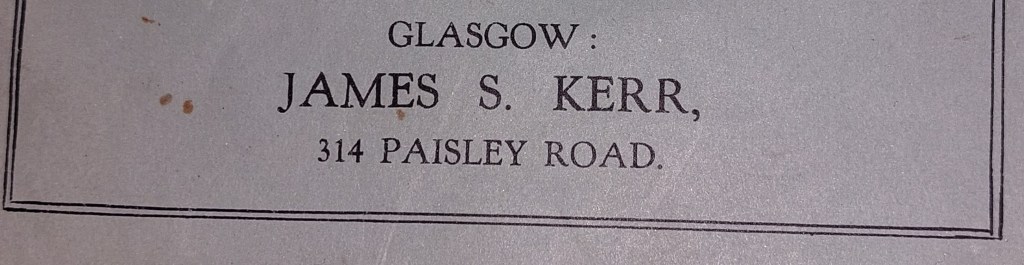 GLASGOW:
JAMES S. KERR,
314 PAISLEY ROAD.